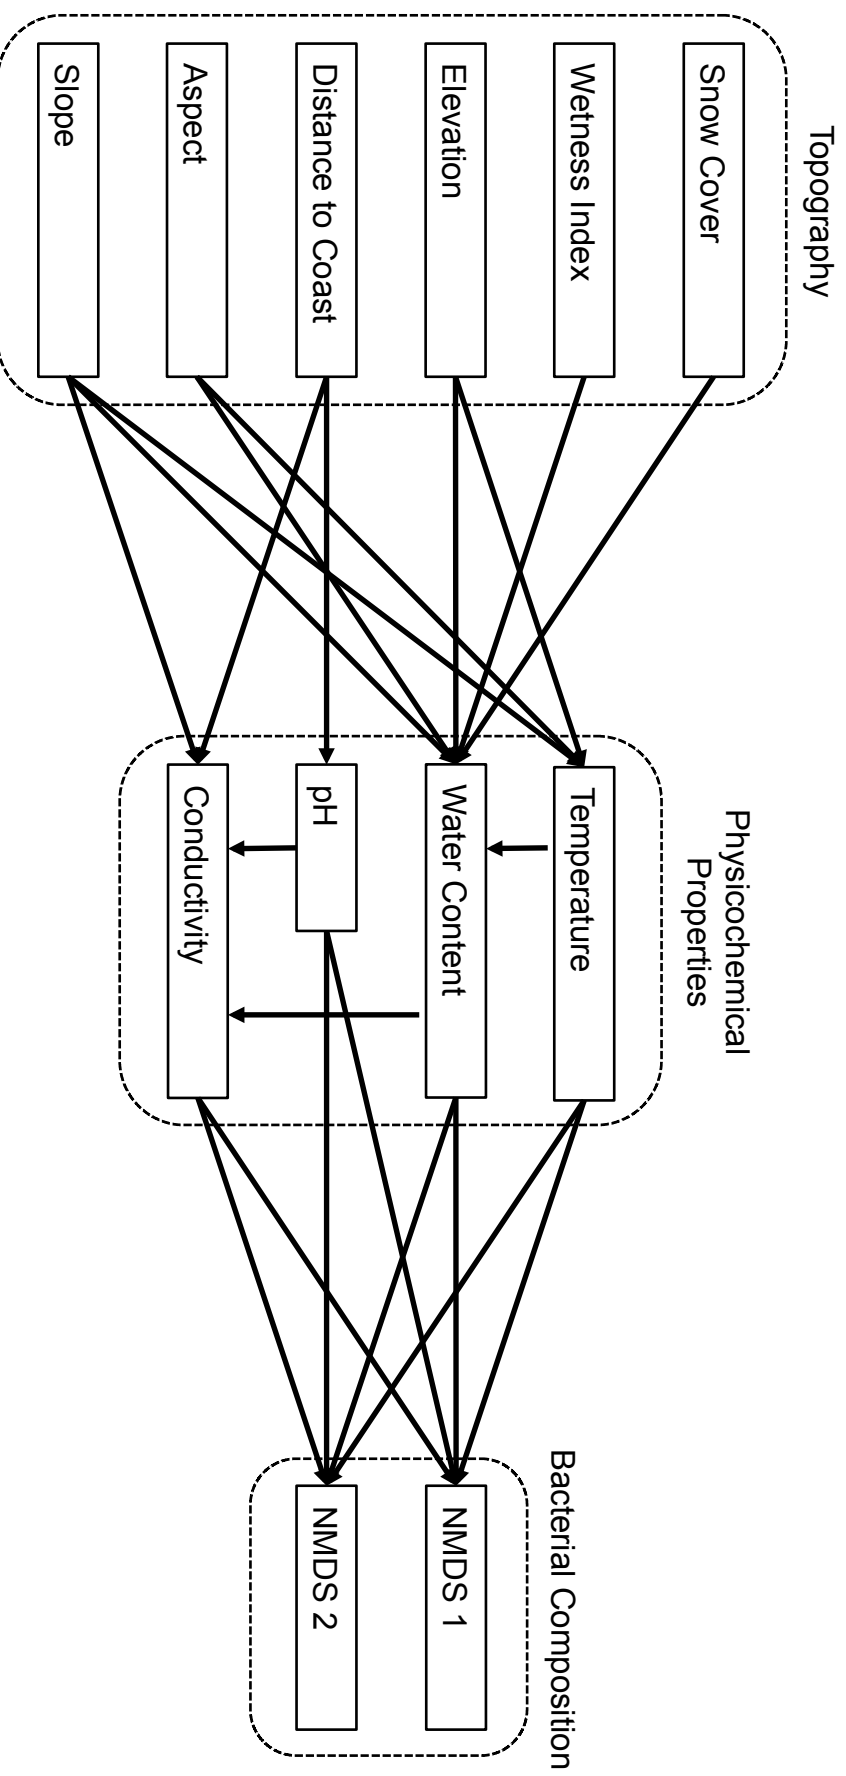 Topography
Snow Cover
Wetness Index
Elevation
Distance to Coast
Aspect
Slope
Physicochemical
Properties
Temperature
Water Content
pH
Conductivity
Bacterial Composition
NMDS 1
NMDS 2